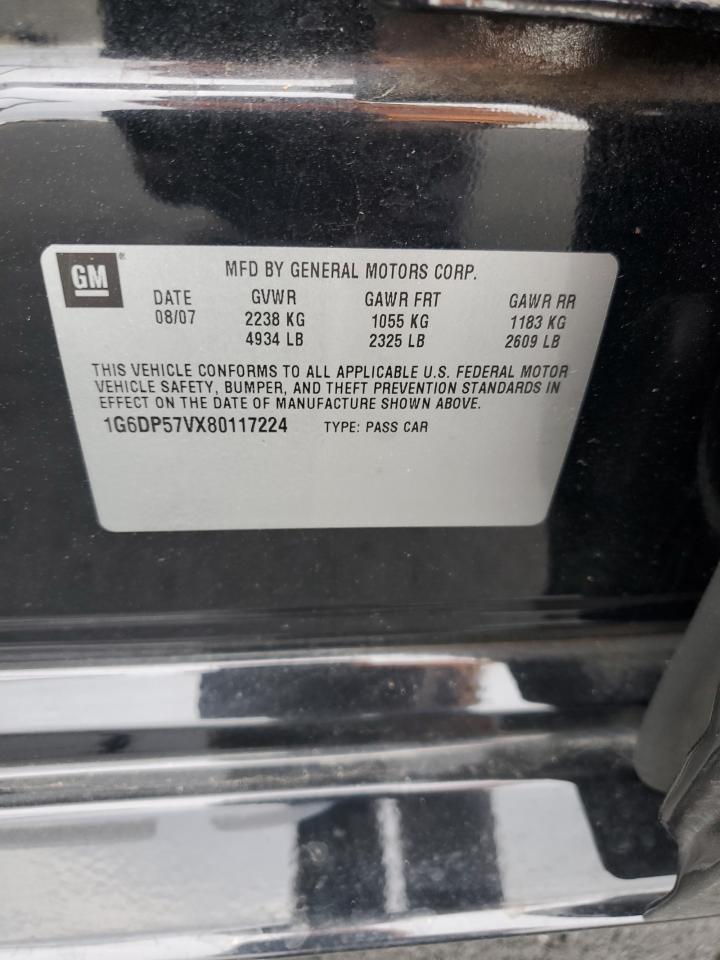 GM ®
MFD BY GENERAL MOTORS CORP.
DATE GVWR GAWR FRT GAWR RR
08/07 2238 KG 1055 KG 1183 KG
4934 LB 2325 LB 2609 LB
THIS VEHICLE CONFORMS TO ALL APPLICABLE U.S. FEDERAL MOTOR
VEHICLE SAFETY, BUMPER, AND THEFT PREVENTION STANDARDS IN
EFFECT ON THE DATE OF MANUFACTURE SHOWN ABOVE.
1G6DP57VX80117224 TYPE: PASS CAR